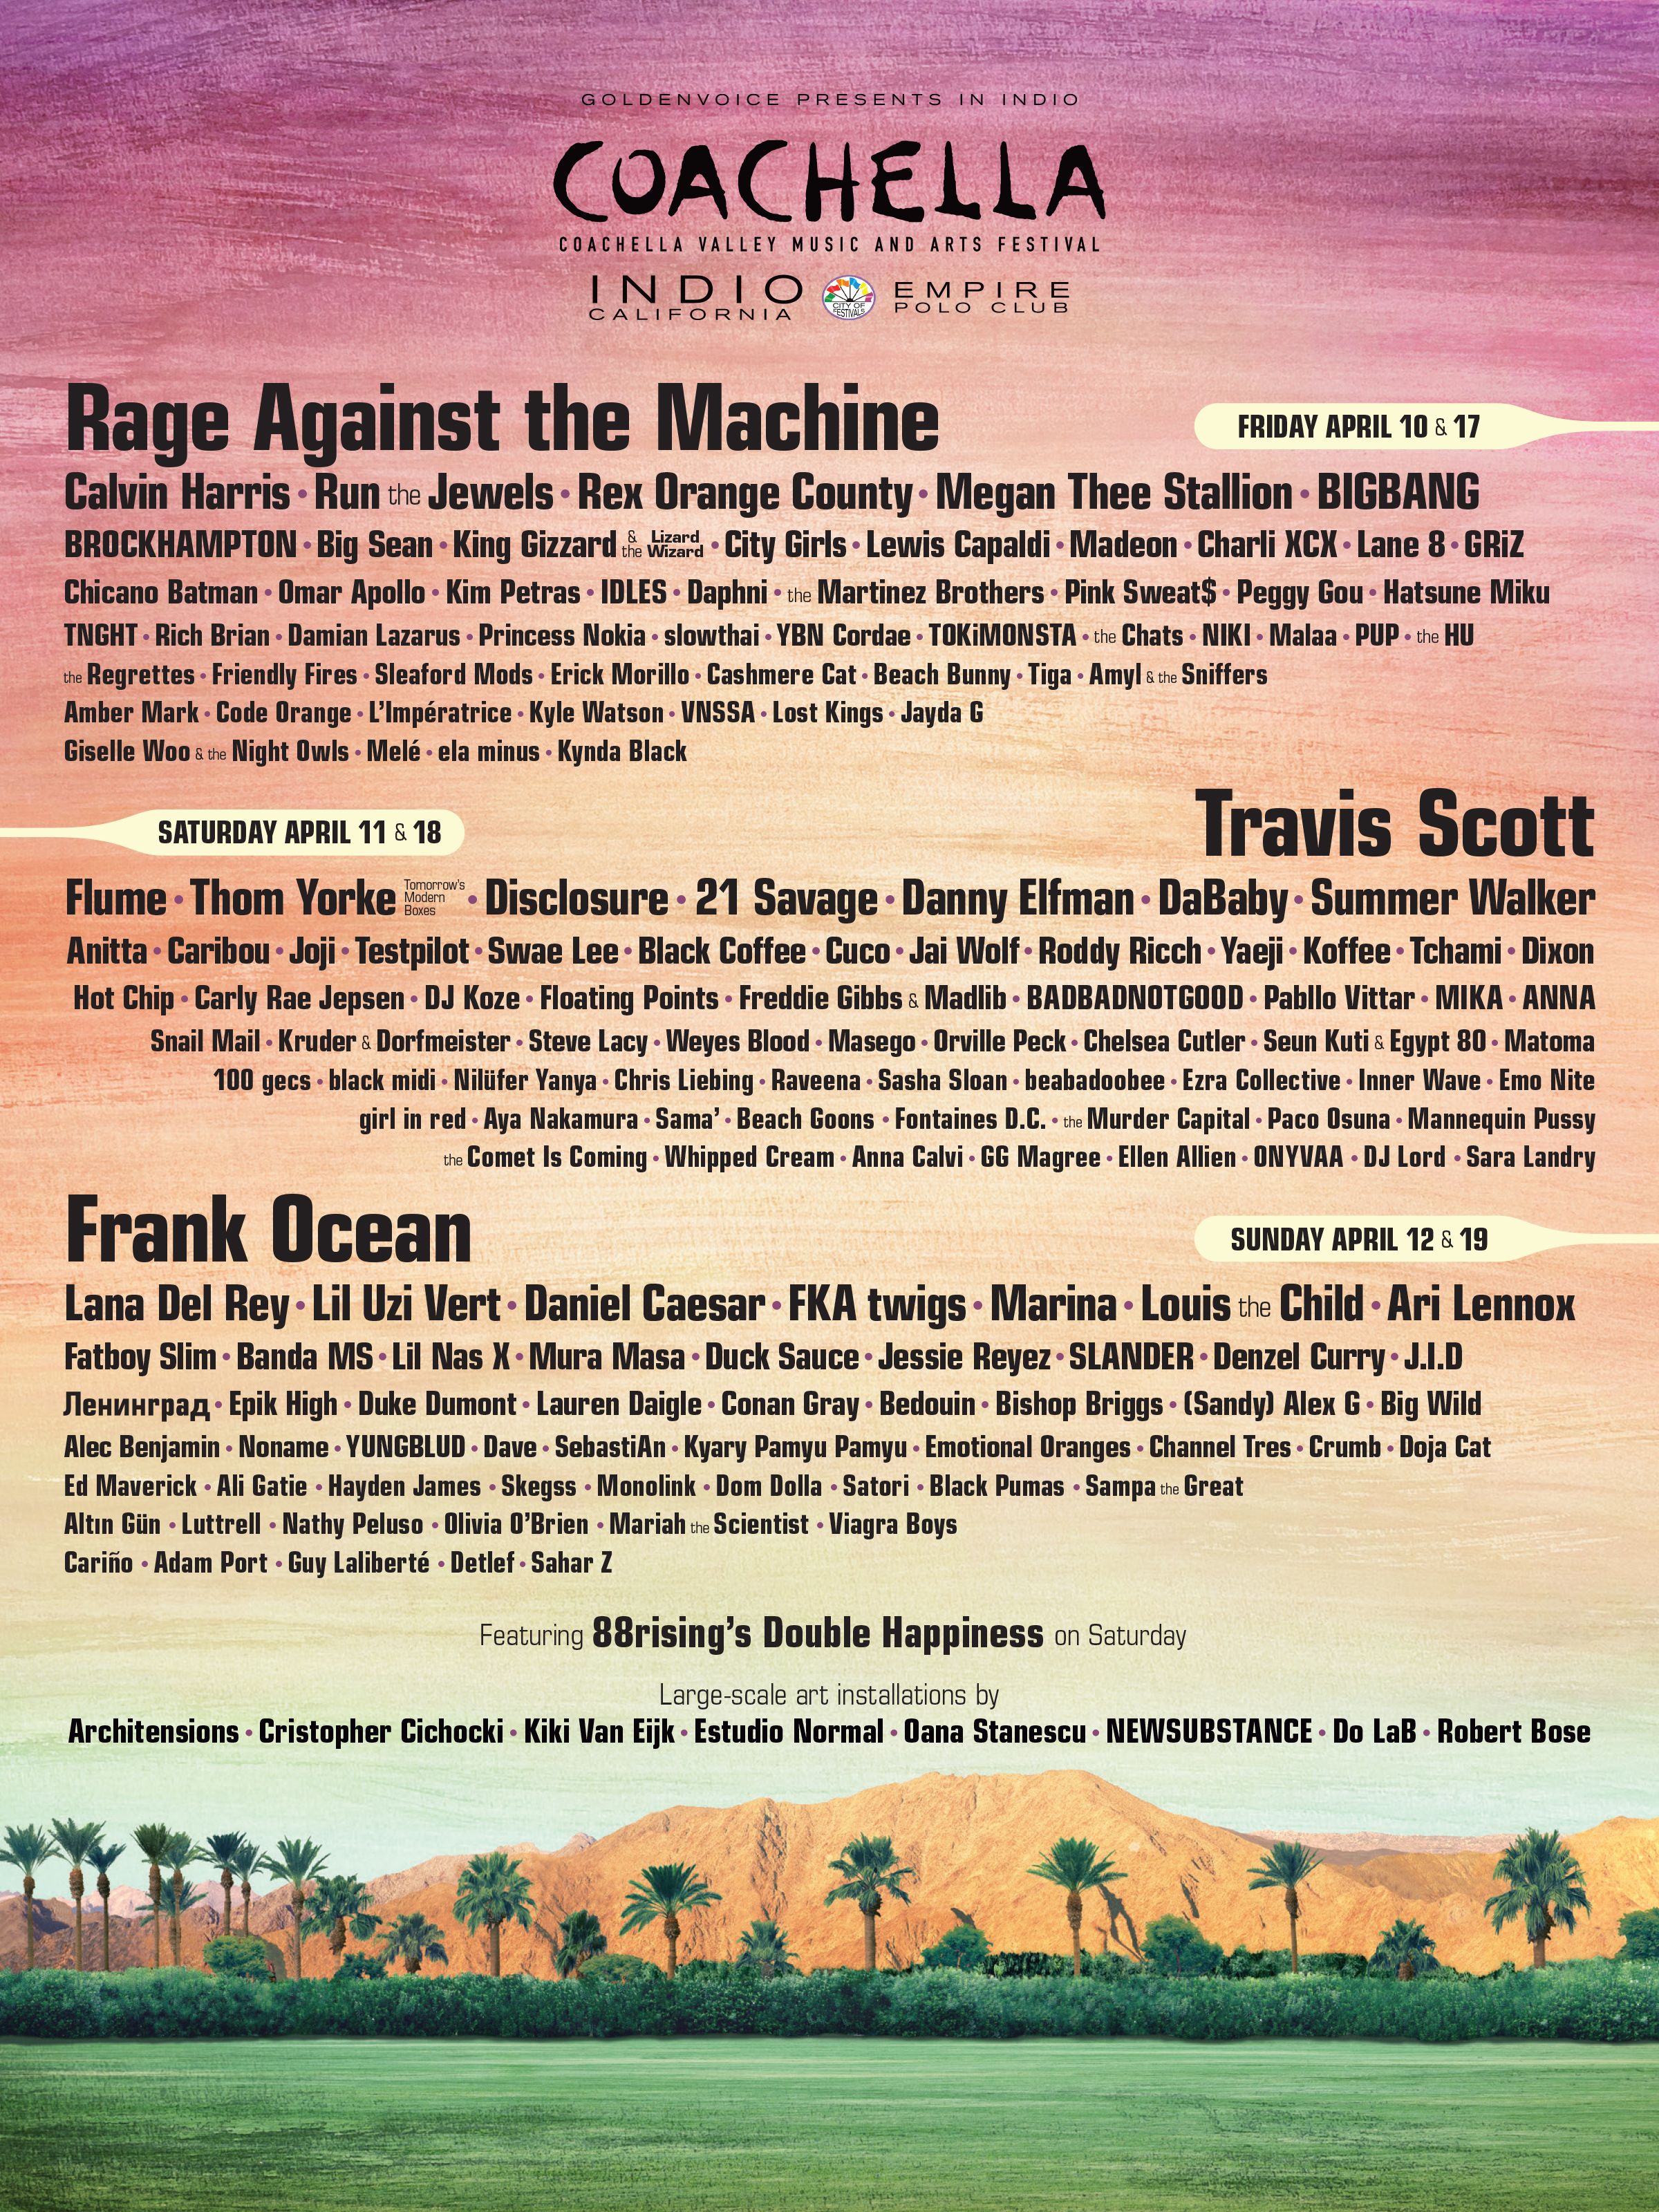 GOLDENVOICE PRESENTS IN INDIO
COACHELLA
COACHELLA VALLEY MUSIC AND ARTS FESTIVAL
INDIO
CALIFORNIA
CITY OF
FESTIVALS
EMPIRE
POLO CLUB
Rage Against the Machine
FRIDAY APRIL 10 & 17
Calvin Harris • Run the Jewels • Rex Orange County • Megan Thee Stallion • BIGBANG
BROCKHAMPTON • Big Sean • King Gizzard & the Lizard Wizard • City Girls • Lewis Capaldi • Madeon • Charli XCX • Lane 8 • GRiZ
Chicano Batman • Omar Apollo • Kim Petras • IDLES • Daphni • the Martinez Brothers • Pink Sweat$ • Peggy Gou • Hatsune Miku
TNGHT • Rich Brian • Damian Lazarus • Princess Nokia • slowthai • YBN Cordae • TOKiMONSTA • the Chats • NIKI • Malaa • PUP • the HU
the Regrettes • Friendly Fires • Sleaford Mods • Erick Morillo • Cashmere Cat • Beach Bunny • Tiga • Amyl & the Sniffers
Amber Mark • Code Orange • L'Impératrice • Kyle Watson • VNSSA • Lost Kings • Jayda G
Giselle Woo & the Night Owls • Melé • ela minus • Kynda Black
SATURDAY APRIL 11 & 18
Travis Scott
Flume • Thom Yorke Tomorrow's Modern Boxes • Disclosure • 21 Savage • Danny Elfman • DaBaby • Summer Walker
Anitta • Caribou • Joji • Testpilot • Swae Lee • Black Coffee • Cuco • Jai Wolf • Roddy Ricch • Yaeji • Koffee • Tchami • Dixon
Hot Chip • Carly Rae Jepsen • DJ Koze • Floating Points • Freddie Gibbs & Madlib • BADBADNOTGOOD • Pabllo Vittar • MIKA • ANNA
Snail Mail • Kruder & Dorfmeister • Steve Lacy • Weyes Blood • Masego • Orville Peck • Chelsea Cutler • Seun Kuti & Egypt 80 • Matoma
100 gecs • black midi • Nilüfer Yanya • Chris Liebing • Raveena • Sasha Sloan • beabadoobee • Ezra Collective • Inner Wave • Emo Nite
girl in red • Aya Nakamura • Sama' • Beach Goons • Fontaines D.C. • the Murder Capital • Paco Osuna • Mannequin Pussy
the Comet Is Coming • Whipped Cream • Anna Calvi • GG Magree • Ellen Allien • ONYVAA • DJ Lord • Sara Landry
Frank Ocean
SUNDAY APRIL 12 & 19
Lana Del Rey • Lil Uzi Vert • Daniel Caesar • FKA twigs • Marina • Louis the Child • Ari Lennox
Fatboy Slim • Banda MS • Lil Nas X • Mura Masa • Duck Sauce • Jessie Reyez • SLANDER • Denzel Curry • J.I.D
Ленинград • Epik High • Duke Dumont • Lauren Daigle • Conan Gray • Bedouin • Bishop Briggs • (Sandy) Alex G • Big Wild
Alec Benjamin • Noname • YUNGBLUD • Dave • SebastiAn • Kyary Pamyu Pamyu • Emotional Oranges • Channel Tres • Crumb • Doja Cat
Ed Maverick • Ali Gatie • Hayden James • Skegss • Monolink • Dom Dolla • Satori • Black Pumas • Sampa the Great
Altın Gün • Luttrell • Nathy Peluso • Olivia O'Brien • Mariah the Scientist • Viagra Boys
Cariño • Adam Port • Guy Laliberté • Detlef • Sahar Z
Featuring 88rising's Double Happiness on Saturday
Large-scale art installations by
Architensions • Cristopher Cichocki • Kiki Van Eijk • Estudio Normal • Oana Stanescu • NEWSUBSTANCE • Do LaB • Robert Bose